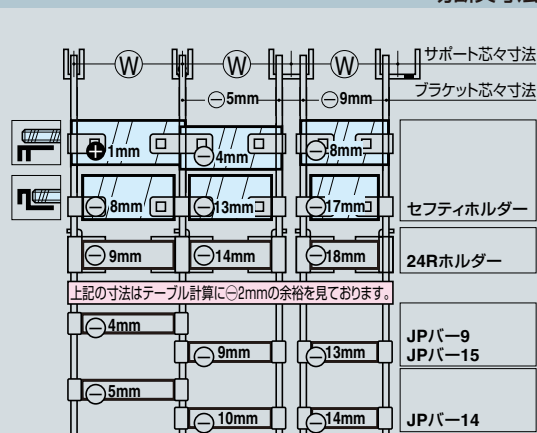 W W W サポート芯々寸法
⊖5mm ⊖9mm ブラケット芯々寸法
⊕1mm ⊖4mm ⊖8mm
⊖8mm ⊖13mm ⊖17mm セフティホルダー
⊖9mm ⊖14mm ⊖18mm 24Rホルダー
上記の寸法はテーブル計算に⊖2mmの余裕を見ております。
⊖4mm
⊖9mm ⊖13mm JPバー9
JPバー15
⊖5mm
⊖10mm ⊖14mm JPバー14